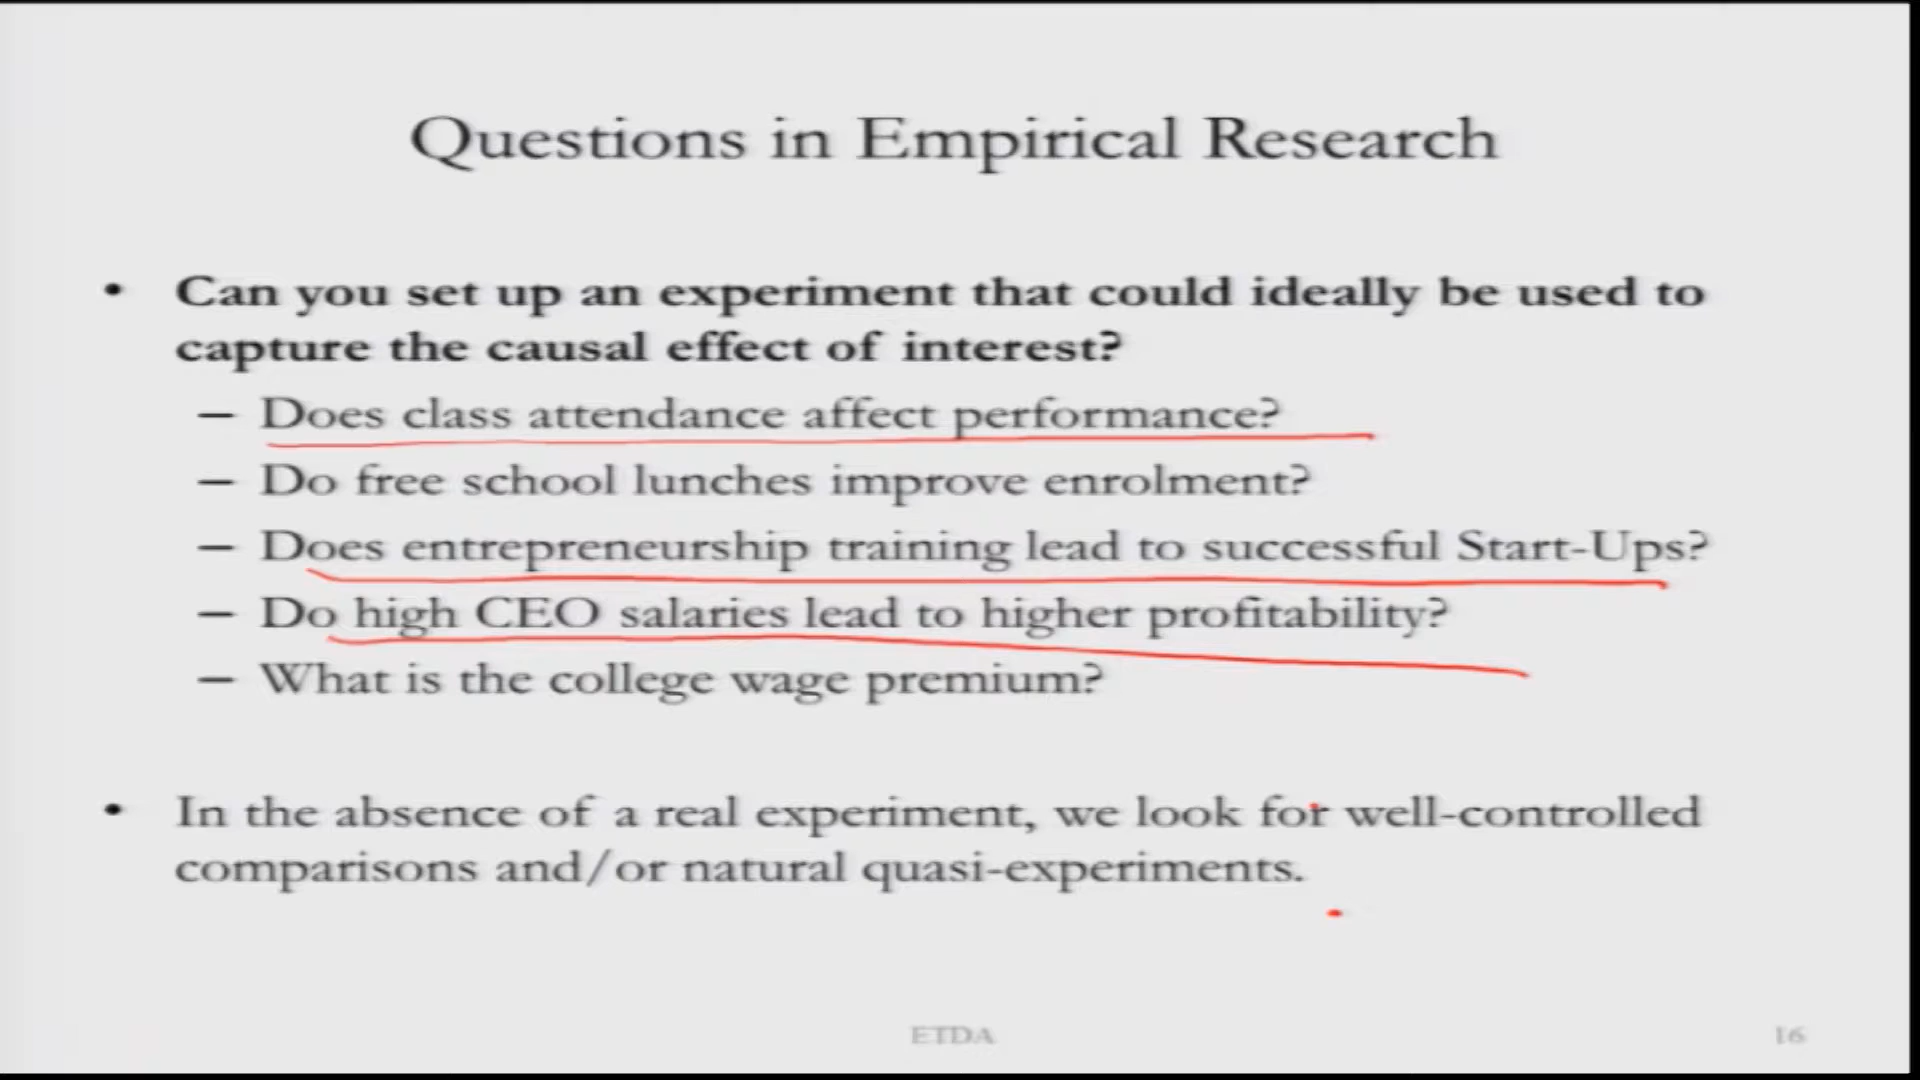 Questions in Empirical Research
• Can you set up an experiment that could ideally be used to
capture the causal effect of interest?
– Does class attendance affect performance?
– Do free school lunches improve enrolment?
– Does entrepreneurship training lead to successful Start-Ups?
– Do high CEO salaries lead to higher profitability?
– What is the college wage premium?
• In the absence of a real experiment, we look for well-controlled
comparisons and/or natural quasi-experiments.
ETDA
16